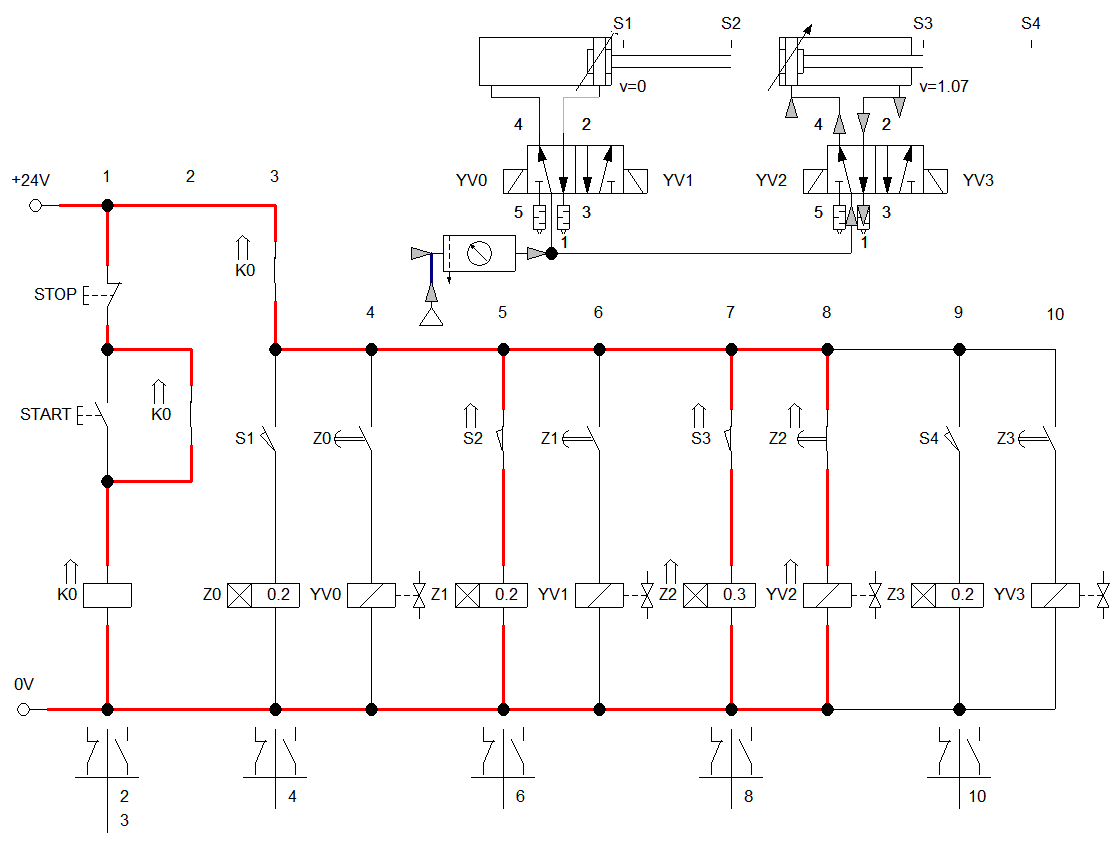 S1 S2 S3 S4
v=0 v=1.07
4 2 4 2
YV0 YV1 YV2 YV3
1 2 3
+24V
5 3 5 3
1 1
K0
STOP
4 5 6 7 8 9 10
START K0
S1 Z0 S2 Z1 S3 Z2 S4 Z3
K0 Z0 0.2 YV0 Z1 0.2 YV1 Z2 0.3 YV2 Z3 0.2 YV3
0V
2 4 6 8 10
3